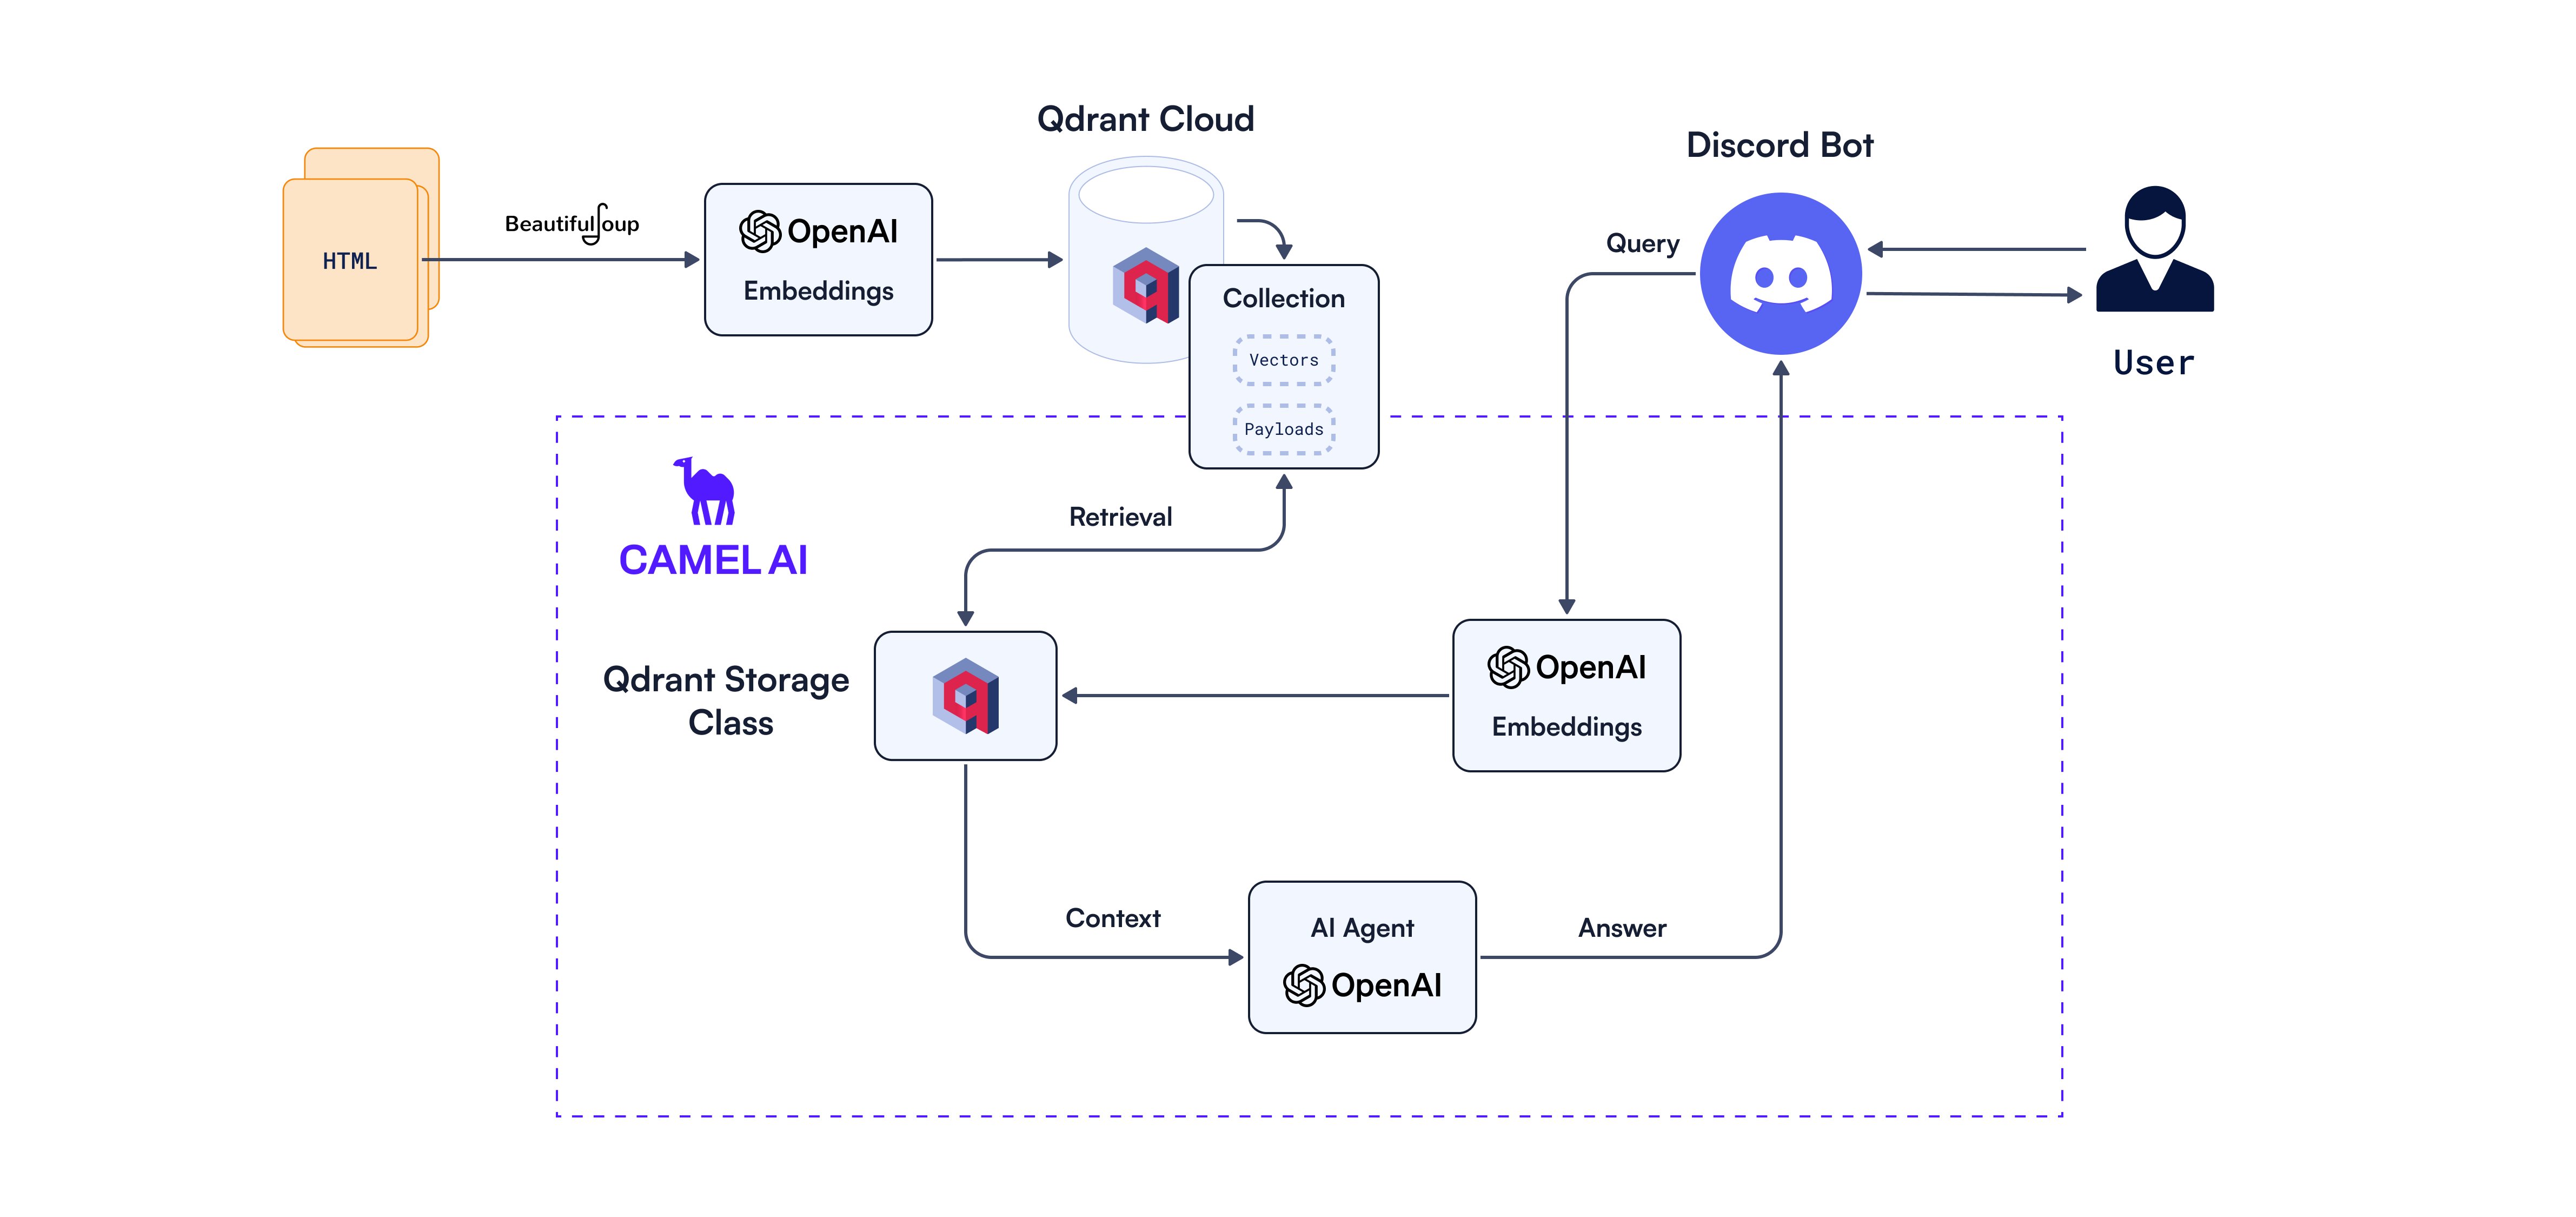 Qdrant Cloud
Discord Bot
BeautifulSoup
HTML
OpenAI
Embeddings
Collection
Vectors
Payloads
Query
User
CAMEL AI
Retrieval
Qdrant Storage
Class
OpenAI
Embeddings
Context
AI Agent
OpenAI
Answer